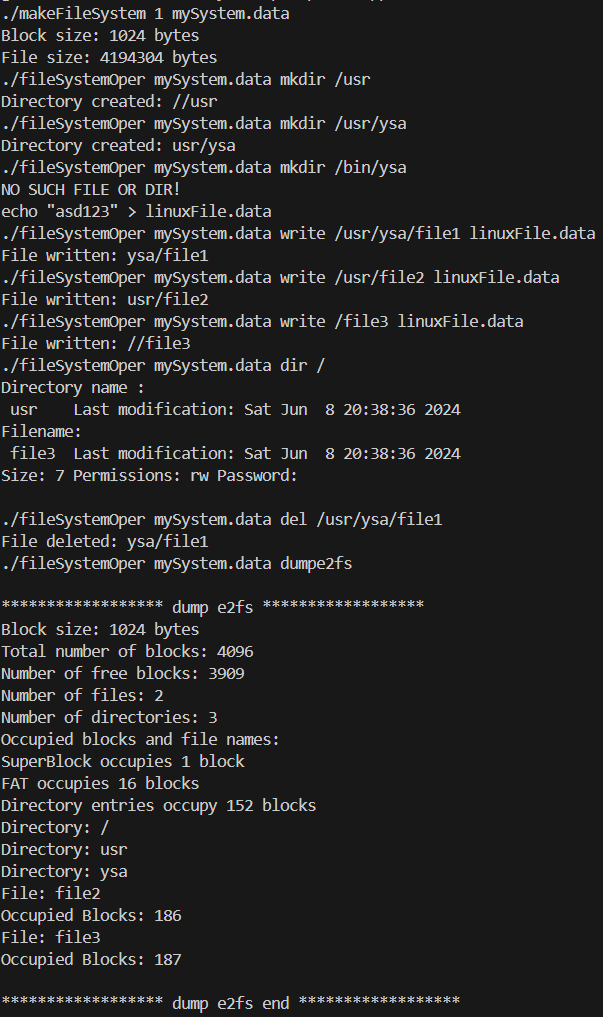 ./makeFileSystem 1 mySystem.data
Block size: 1024 bytes
File size: 4194304 bytes
./fileSystemOper mySystem.data mkdir /usr
Directory created: //usr
./fileSystemOper mySystem.data mkdir /usr/ysa
Directory created: usr/ysa
./fileSystemOper mySystem.data mkdir /bin/ysa
NO SUCH FILE OR DIR!
echo "asd123" > linuxFile.data
./fileSystemOper mySystem.data write /usr/ysa/file1 linuxFile.data
File written: ysa/file1
./fileSystemOper mySystem.data write /usr/file2 linuxFile.data
File written: usr/file2
./fileSystemOper mySystem.data write /file3 linuxFile.data
File written: //file3
./fileSystemOper mySystem.data dir /
Directory name :
 usr    Last modification: Sat Jun  8 20:38:36 2024
Filename:
 file3  Last modification: Sat Jun  8 20:38:36 2024
Size: 7 Permissions: rw Password:
./fileSystemOper mySystem.data del /usr/ysa/file1
File deleted: ysa/file1
./fileSystemOper mySystem.data dumpe2fs
****************** dump e2fs ******************
Block size: 1024 bytes
Total number of blocks: 4096
Number of free blocks: 3909
Number of files: 2
Number of directories: 3
Occupied blocks and file names:
SuperBlock occupies 1 block
FAT occupies 16 blocks
Directory entries occupy 152 blocks
Directory: /
Directory: usr
Directory: ysa
File: file2
Occupied Blocks: 186
File: file3
Occupied Blocks: 187
****************** dump e2fs end ******************